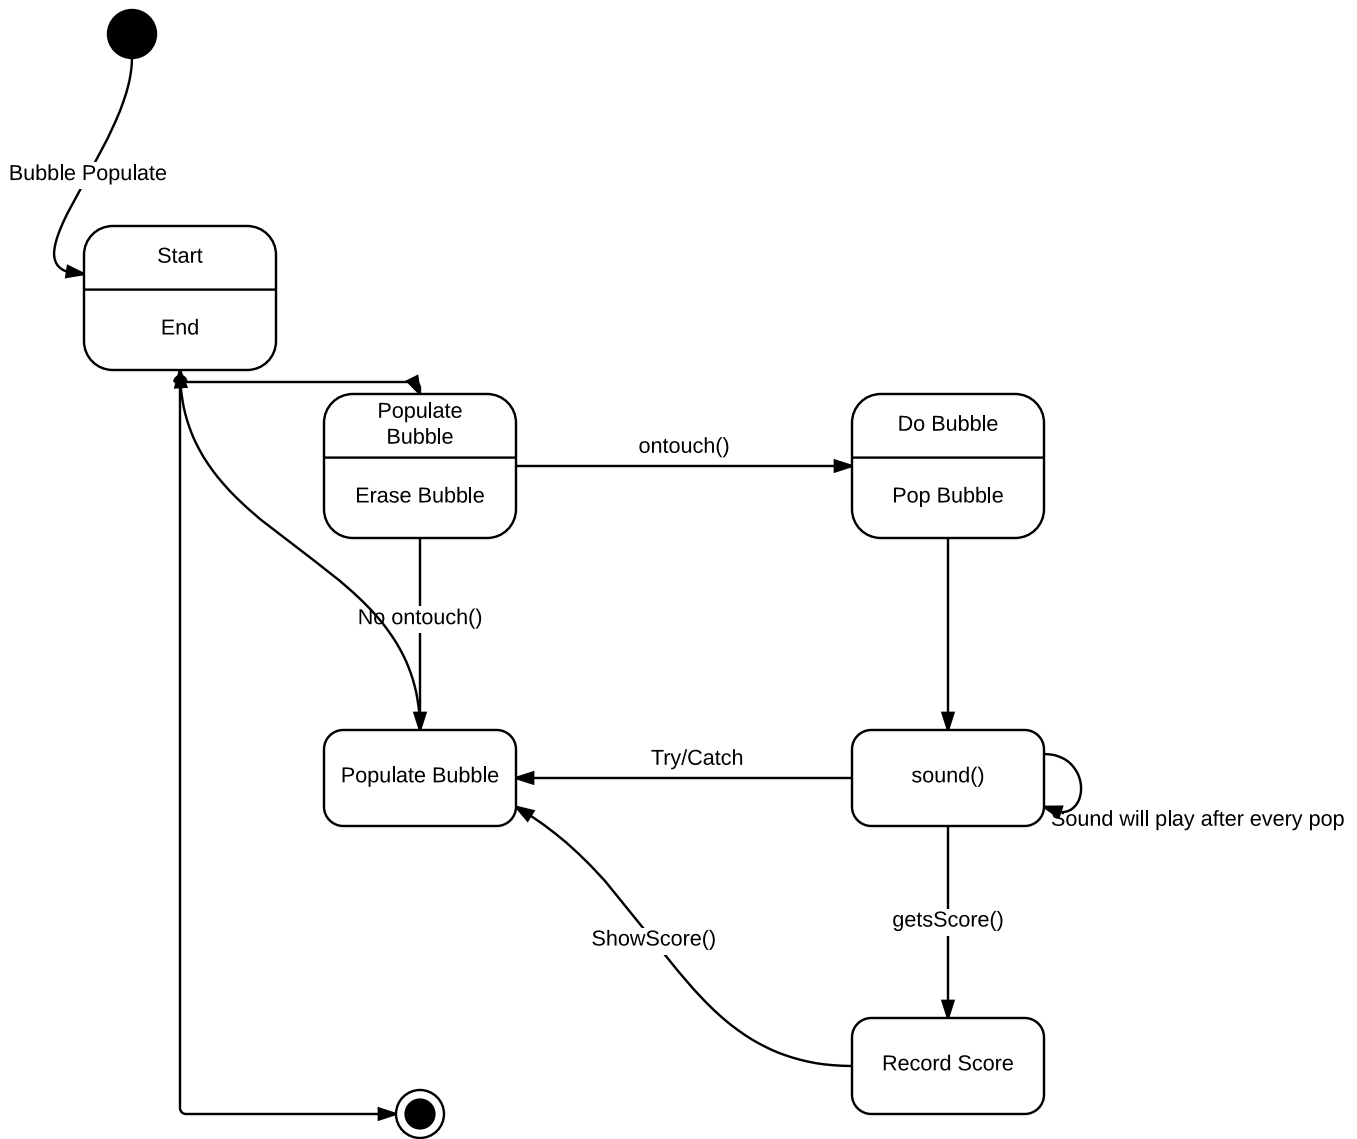 Bubble Populate
Start
End
Populate
Bubble
Erase Bubble
ontouch()
Do Bubble
Pop Bubble
No ontouch()
Populate Bubble
Try/Catch
sound()
Sound will play after every pop
getsScore()
ShowScore()
Record Score